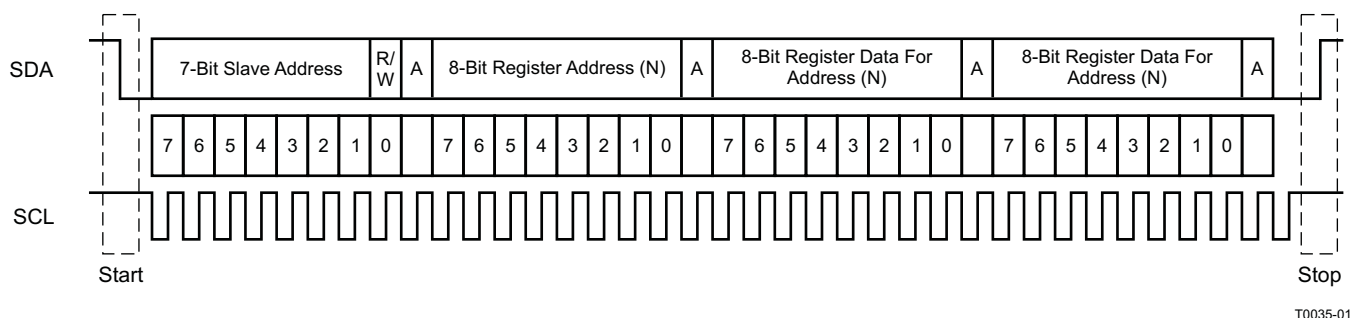 SDA
7-Bit Slave Address
R/
W
A
8-Bit Register Address (N)
A
8-Bit Register Data For
Address (N)
A
8-Bit Register Data For
Address (N)
A
7 6 5 4 3 2 1 0 7 6 5 4 3 2 1 0 7 6 5 4 3 2 1 0 7 6 5 4 3 2 1 0
SCL
Start
Stop
T0035-01